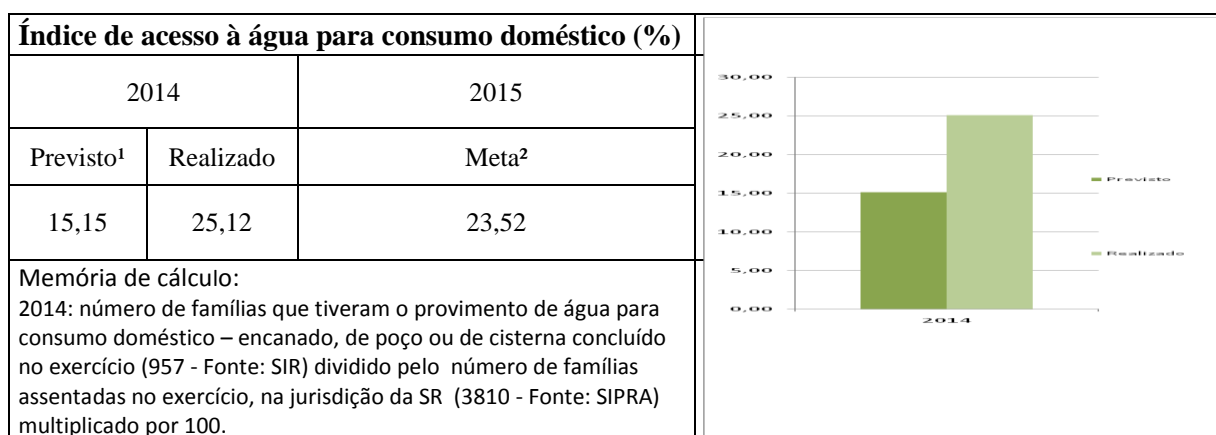 Índice de acesso à água para consumo doméstico (%)
2014 2015
Previsto¹ Realizado Meta²
15,15 25,12 23,52
Memória de cálculo:
2014: número de famílias que tiveram o provimento de água para
consumo doméstico – encanado, de poço ou de cisterna concluído
no exercício (957 - Fonte: SIR) dividido pelo número de famílias
assentadas no exercício, na jurisdição da SR (3810 - Fonte: SIPRA)
multiplicado por 100.
30,00
25,00
20,00
15,00
10,00
5,00
0,00
2014
Previsto
Realizado